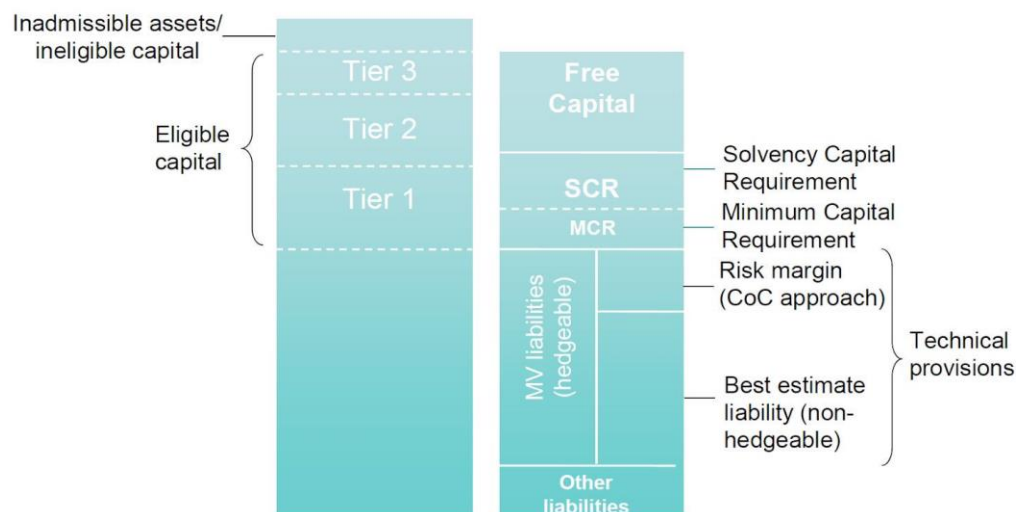 Inadmissible assets/
ineligible capital
Eligible
capital
Tier 3
Tier 2
Tier 1
Free
Capital
SCR
MCR
MV liabilities
(hedgeable)
Other
liabilities
Solvency Capital
Requirement
Minimum Capital
Requirement
Risk margin
(CoC approach)
Best estimate
liability (non-
hedgeable)
Technical
provisions